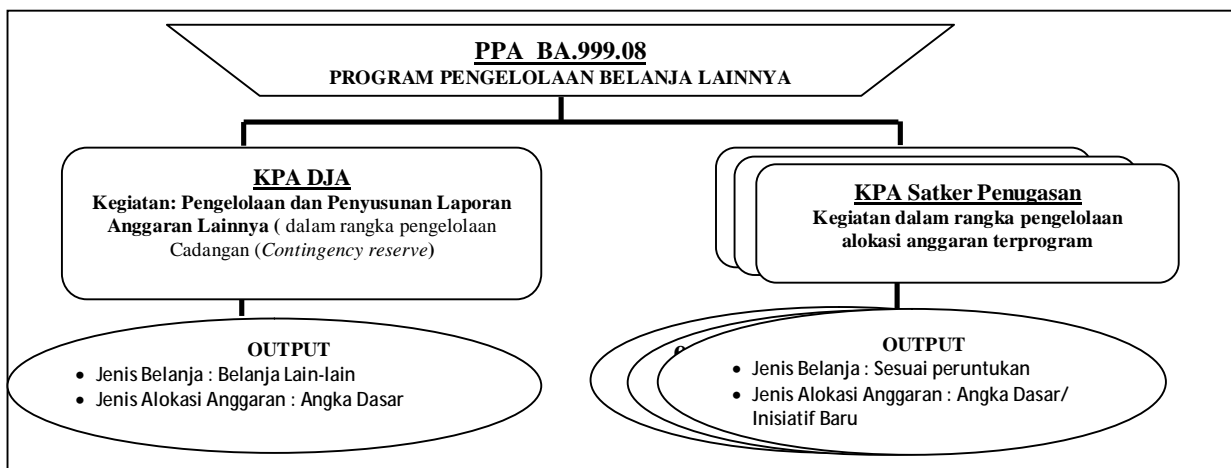 PPA BA.999.08
PROGRAM PENGELOLAAN BELANJA LAINNYA
KPA DJA
Kegiatan: Pengelolaan dan Penyusunan Laporan
Anggaran Lainnya ( dalam rangka pengelolaan
Cadangan (Contingency reserve)
OUTPUT
• Jenis Belanja : Belanja Lain-lain
• Jenis Alokasi Anggaran : Angka Dasar
KPA Satker Penugasan
Kegiatan dalam rangka pengelolaan
alokasi anggaran terprogram
OUTPUT
• Jenis Belanja : Sesuai peruntukan
• Jenis Alokasi Anggaran : Angka Dasar/
Inisiatif Baru